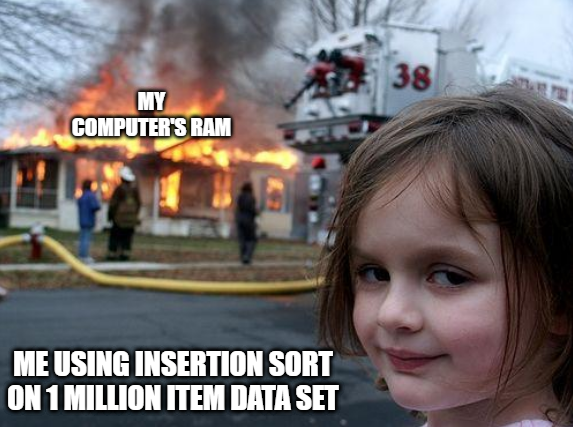 MY
COMPUTER'S RAM
38
ME USING INSERTION SORT
ON 1 MILLION ITEM DATA SET